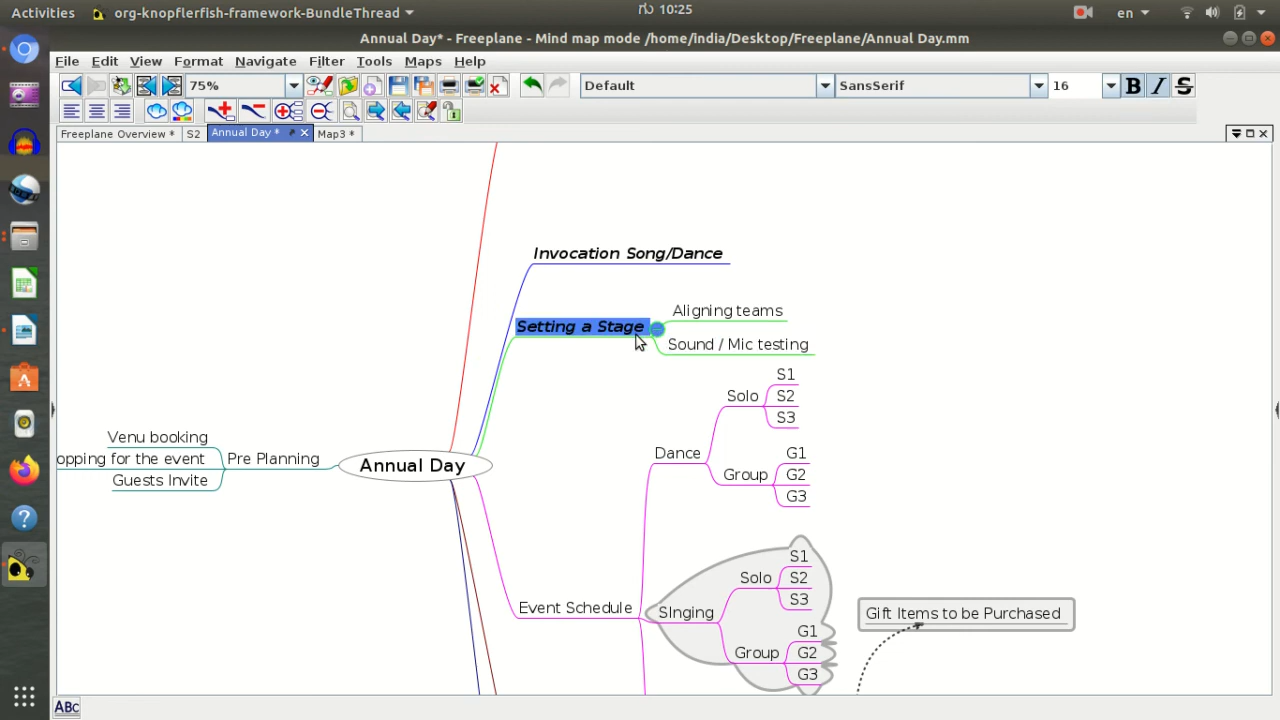 Activities
org-knopflerfish-framework-BundleThread
10:25
en
Annual Day* - Freeplane - Mind map mode /home/india/Desktop/Freeplane/Annual Day.mm
File Edit View Format Navigate Filter Tools Maps Help
75%
Default
SansSerif
16
B I S
Freeplane Overview *
S2
Annual Day *
Map3 *
Invocation Song/Dance
Setting a Stage
Aligning teams
Sound / Mic testing
S1
Solo
S2
S3
Venu booking
opping for the event
Pre Planning
Guests Invite
Annual Day
Dance
G1
Group
G2
G3
S1
Solo
S2
S3
Event Schedule
SInging
G1
Group
G2
G3
Gift Items to be Purchased
ABc